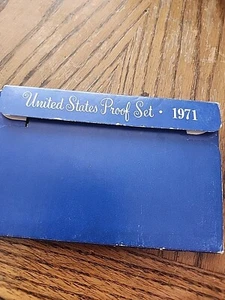 United States Proof Set · 1971